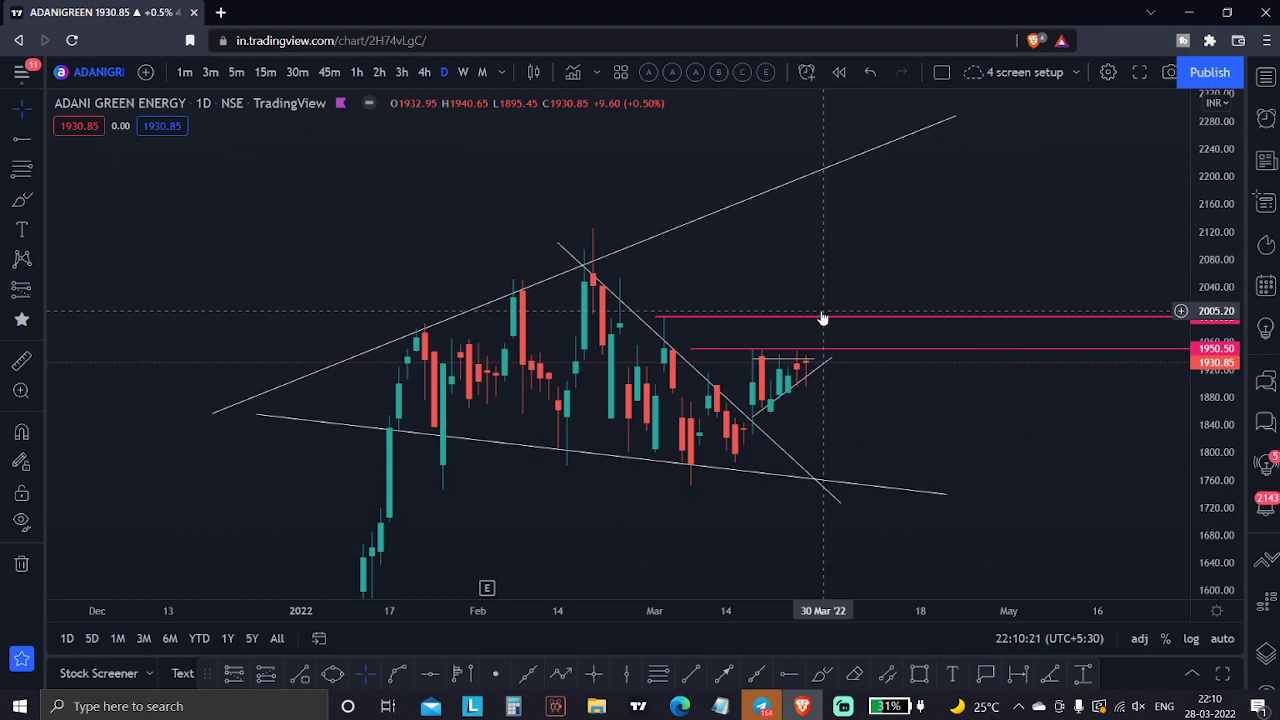 ADANIGREEN 1930.85 ▲ +0.5% 4
in.tradingview.com/chart/2H74vLgC/
4
11
ADANIGRI
1m 3m 5m 15m 30m 45m 1h 2h 3h 4h D W M
A A A B C E
4 screen setup
Publish
ADANI GREEN ENERGY · 1D · NSE · TradingView
O1932.95 H1940.65 L1895.45 C1930.85 +9.60 (+0.50%)
INR
1930.85 0.00 1930.85
2280.00
2240.00
2200.00
2160.00
2120.00
2080.00
2040.00
2005.20
1950.50
1930.85
1880.00
1840.00
1800.00
1760.00
1720.00
1680.00
1640.00
1600.00
5
2143
E
Dec 13 2022 17 Feb 14 Mar 14 30 Mar '22 18 May 16
1D 5D 1M 3M 6M YTD 1Y 5Y All
22:10:21 (UTC+5:30) adj % log auto
Stock Screener Text
Type here to search
L
164
31%
25°C
ENG
22:10
28-03-2022
1